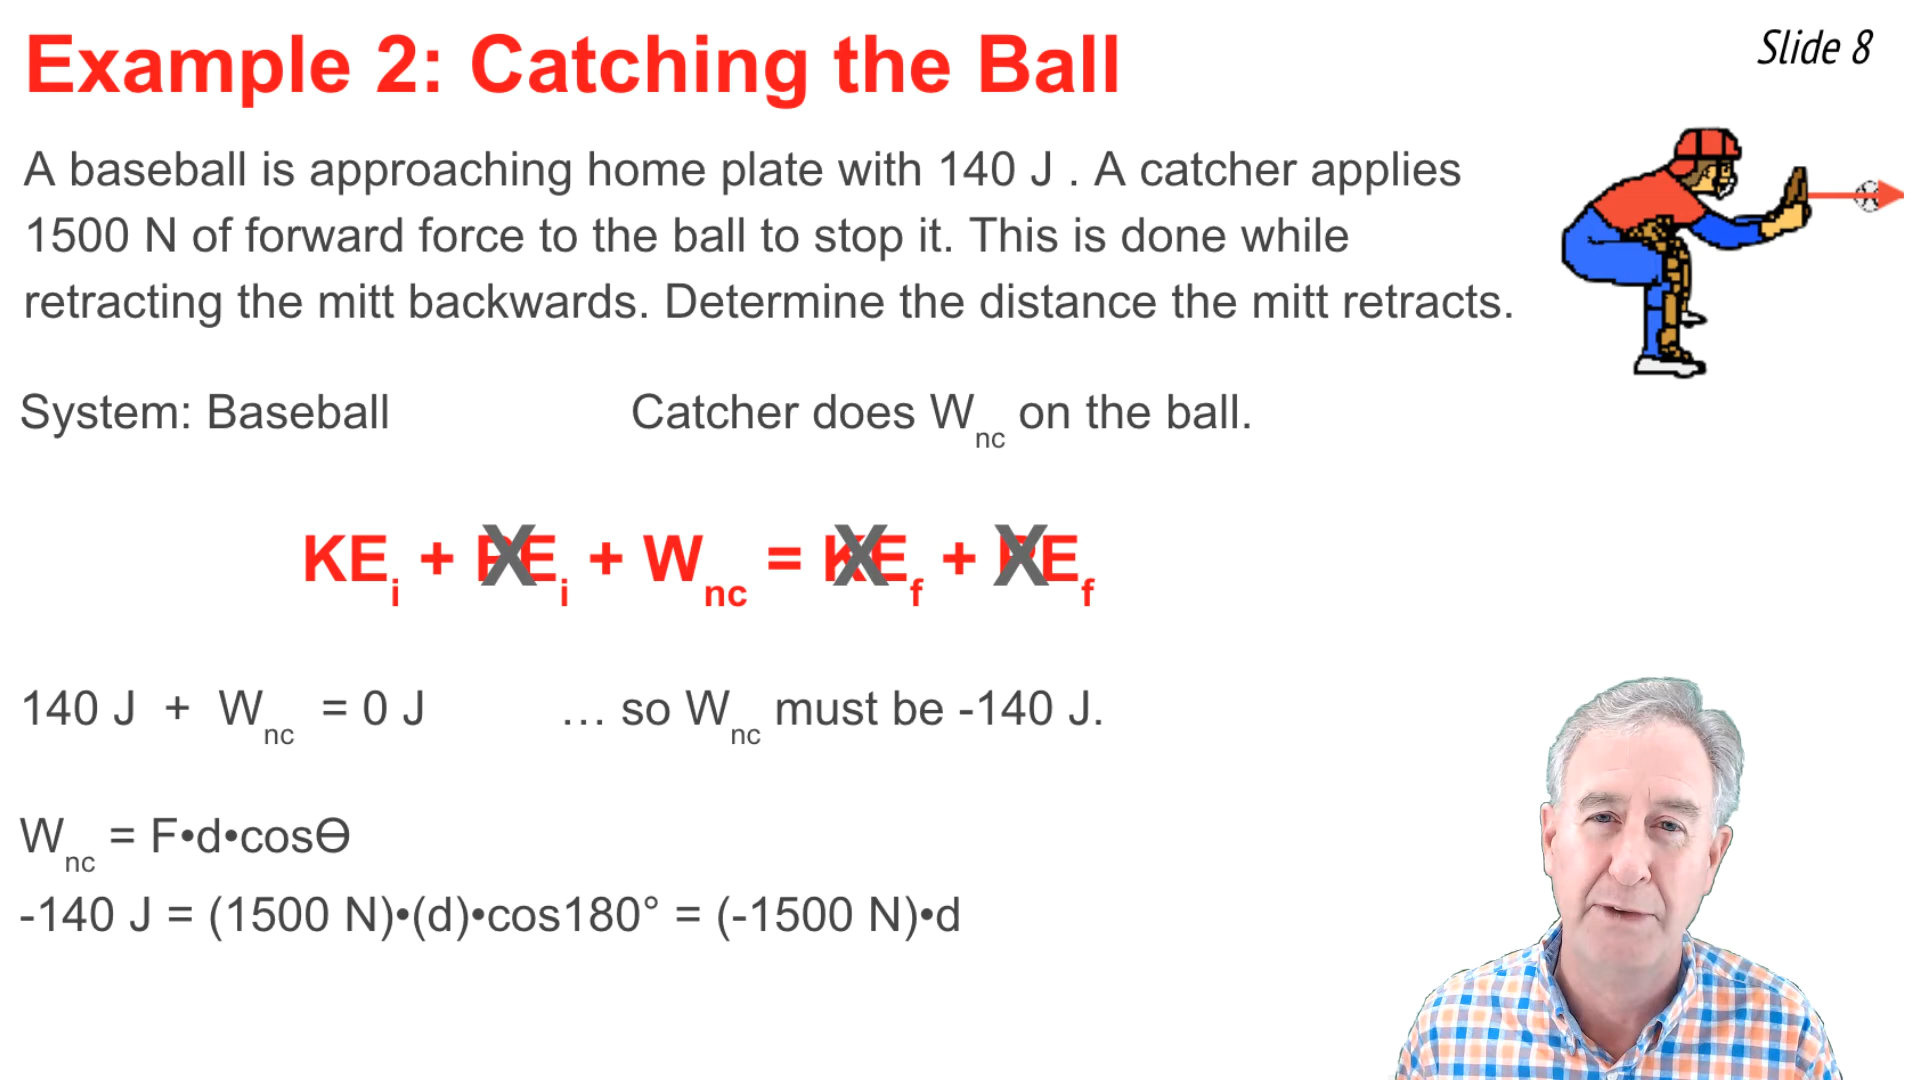 Example 2: Catching the Ball
Slide 8
A baseball is approaching home plate with 140 J . A catcher applies
1500 N of forward force to the ball to stop it. This is done while
retracting the mitt backwards. Determine the distance the mitt retracts.
System: Baseball
Catcher does Wnc on the ball.
KEi + PEi + Wnc = KEf + PEf
X X X
140 J + Wnc = 0 J
… so Wnc must be -140 J.
Wnc = F•d•cosΘ
-140 J = (1500 N)•(d)•cos180° = (-1500 N)•d